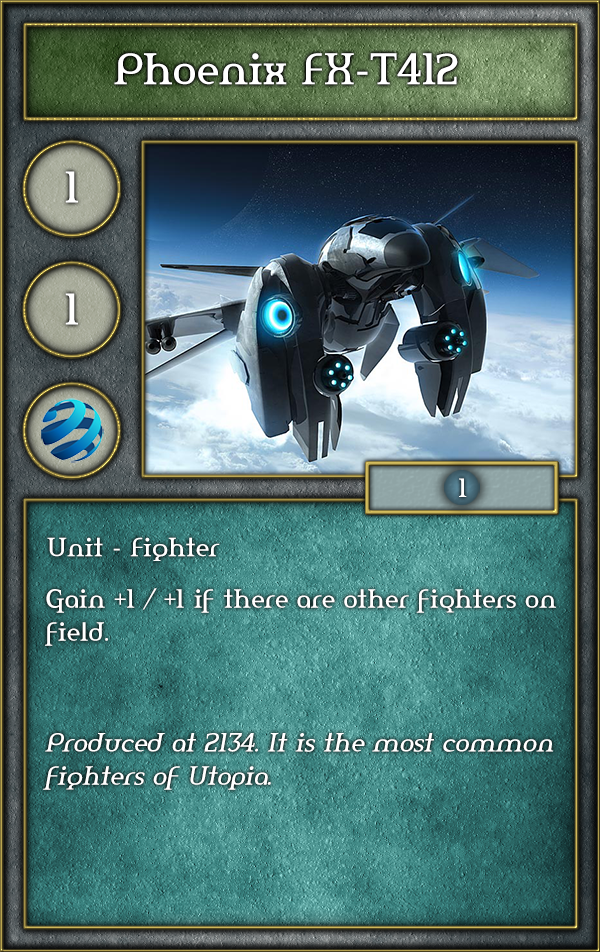 Phoenix FX-T412
1
1
1
Unit - Fighter
Gain +1 / +1 if there are other fighters on
field.
Produced at 2134. It is the most common
fighters of Utopia.